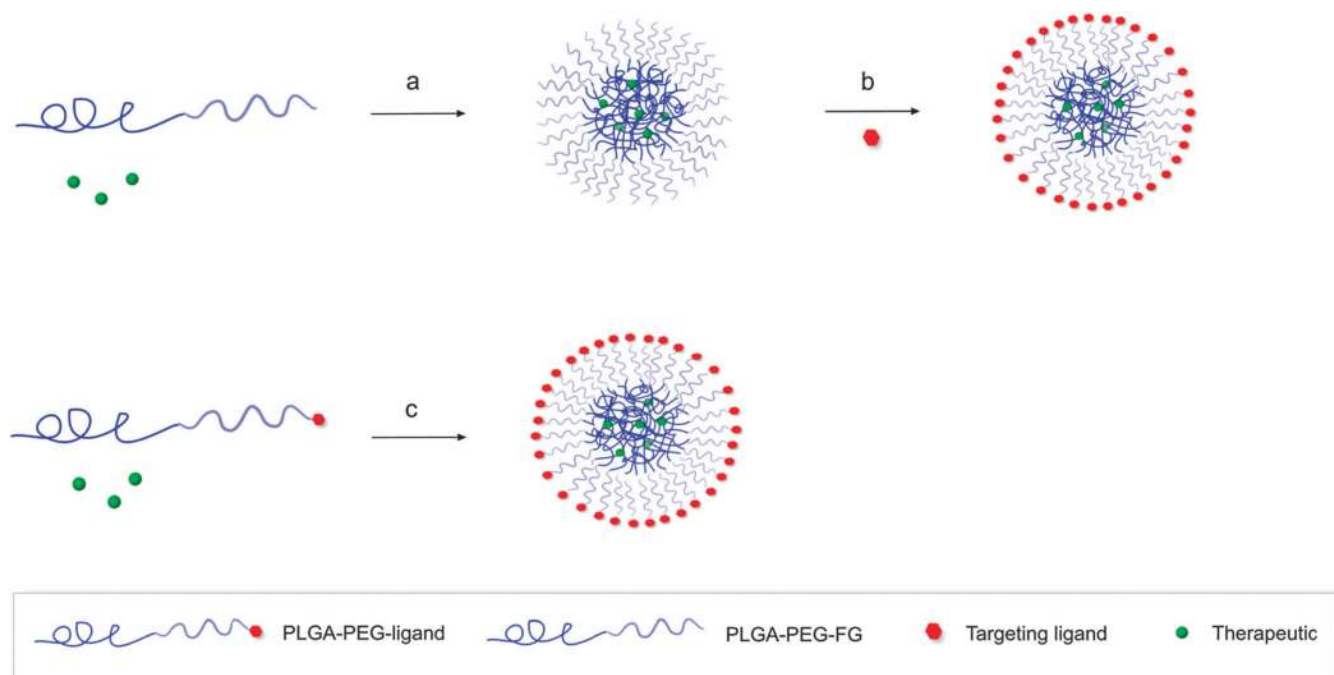 a
b
c
PLGA-PEG-ligand
PLGA-PEG-FG
Targeting ligand
Therapeutic